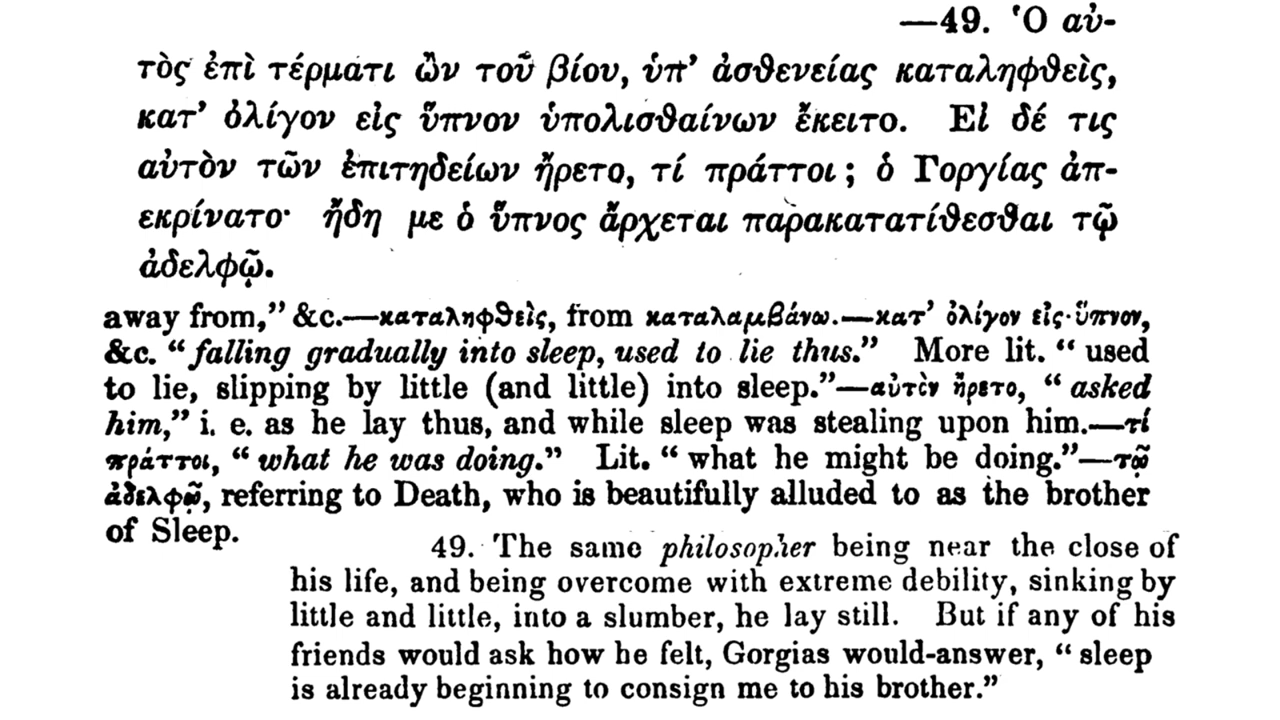 —49. Ὁ αὐ-
τὸς ἐπὶ τέρματι ὢν τοῦ βίου, ὑπ’ ἀσθενείας καταληφθεὶς,
κατ’ ὀλίγον εἰς ὕπνον ὑπολισθαίνων ἔκειτο. Εἰ δέ τις
αὐτὸν τῶν ἐπιτηδείων ἤρετο, τί πράττοι; ὁ Γοργίας ἀπ-
εκρίνατο· ἤδη με ὁ ὕπνος ἄρχεται παρακατατίθεσθαι τῷ
ἀδελφῷ.
away from,” &c.—καταληφθεὶς, from καταλαμβάνω.—κατ’ ὀλίγον εἰς ὕπνον,
&c. “falling gradually into sleep, used to lie thus.” More lit. “used
to lie, slipping by little (and little) into sleep.”—αὐτὸν ἤρετο, “asked
him,” i. e. as he lay thus, and while sleep was stealing upon him.—τί
πράττοι, “what he was doing.” Lit. “what he might be doing.”—τῷ
ἀδελφῷ, referring to Death, who is beautifully alluded to as the brother
of Sleep.
49. The same philosopher being near the close of
his life, and being overcome with extreme debility, sinking by
little and little, into a slumber, he lay still. But if any of his
friends would ask how he felt, Gorgias would-answer, “sleep
is already beginning to consign me to his brother.”